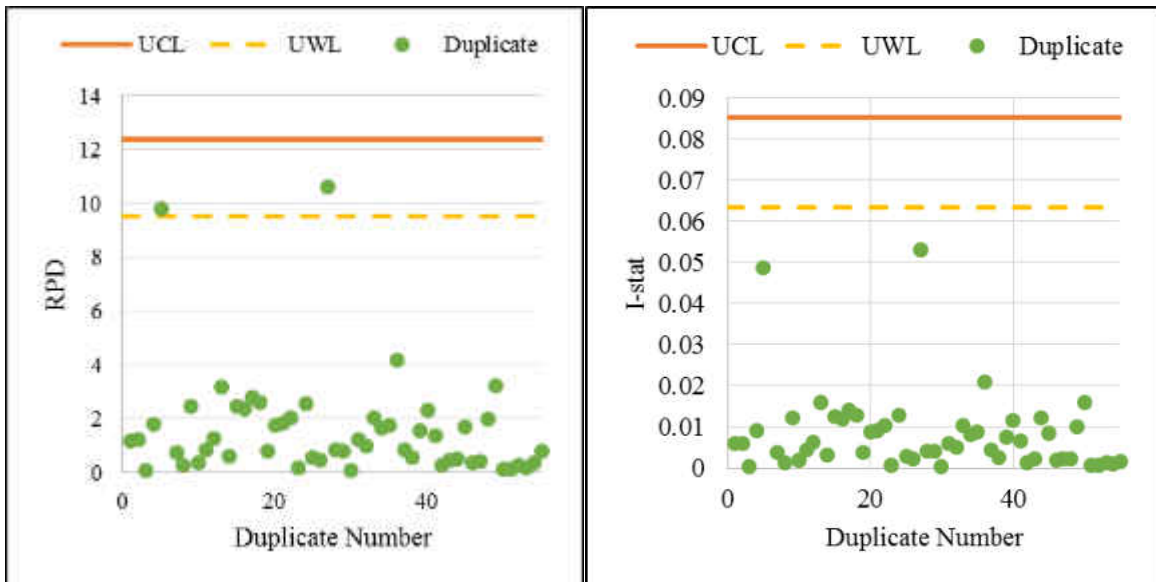 UCL UWL Duplicate
14
12
10
8
6
4
2
0
RPD
0 20 40
Duplicate Number
UCL UWL Duplicate
0.09
0.08
0.07
0.06
0.05
0.04
0.03
0.02
0.01
0
I-stat
0 20 40
Duplicate Number